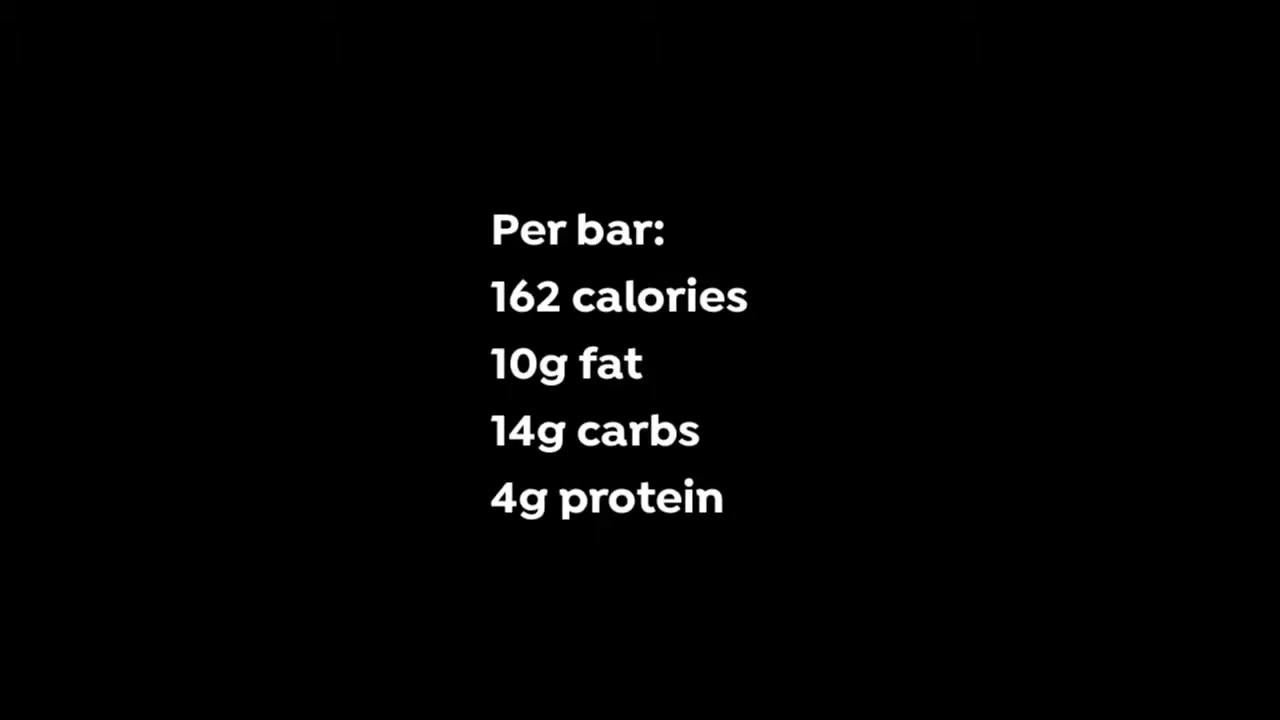 Per bar:
162 calories
10g fat
14g carbs
4g protein